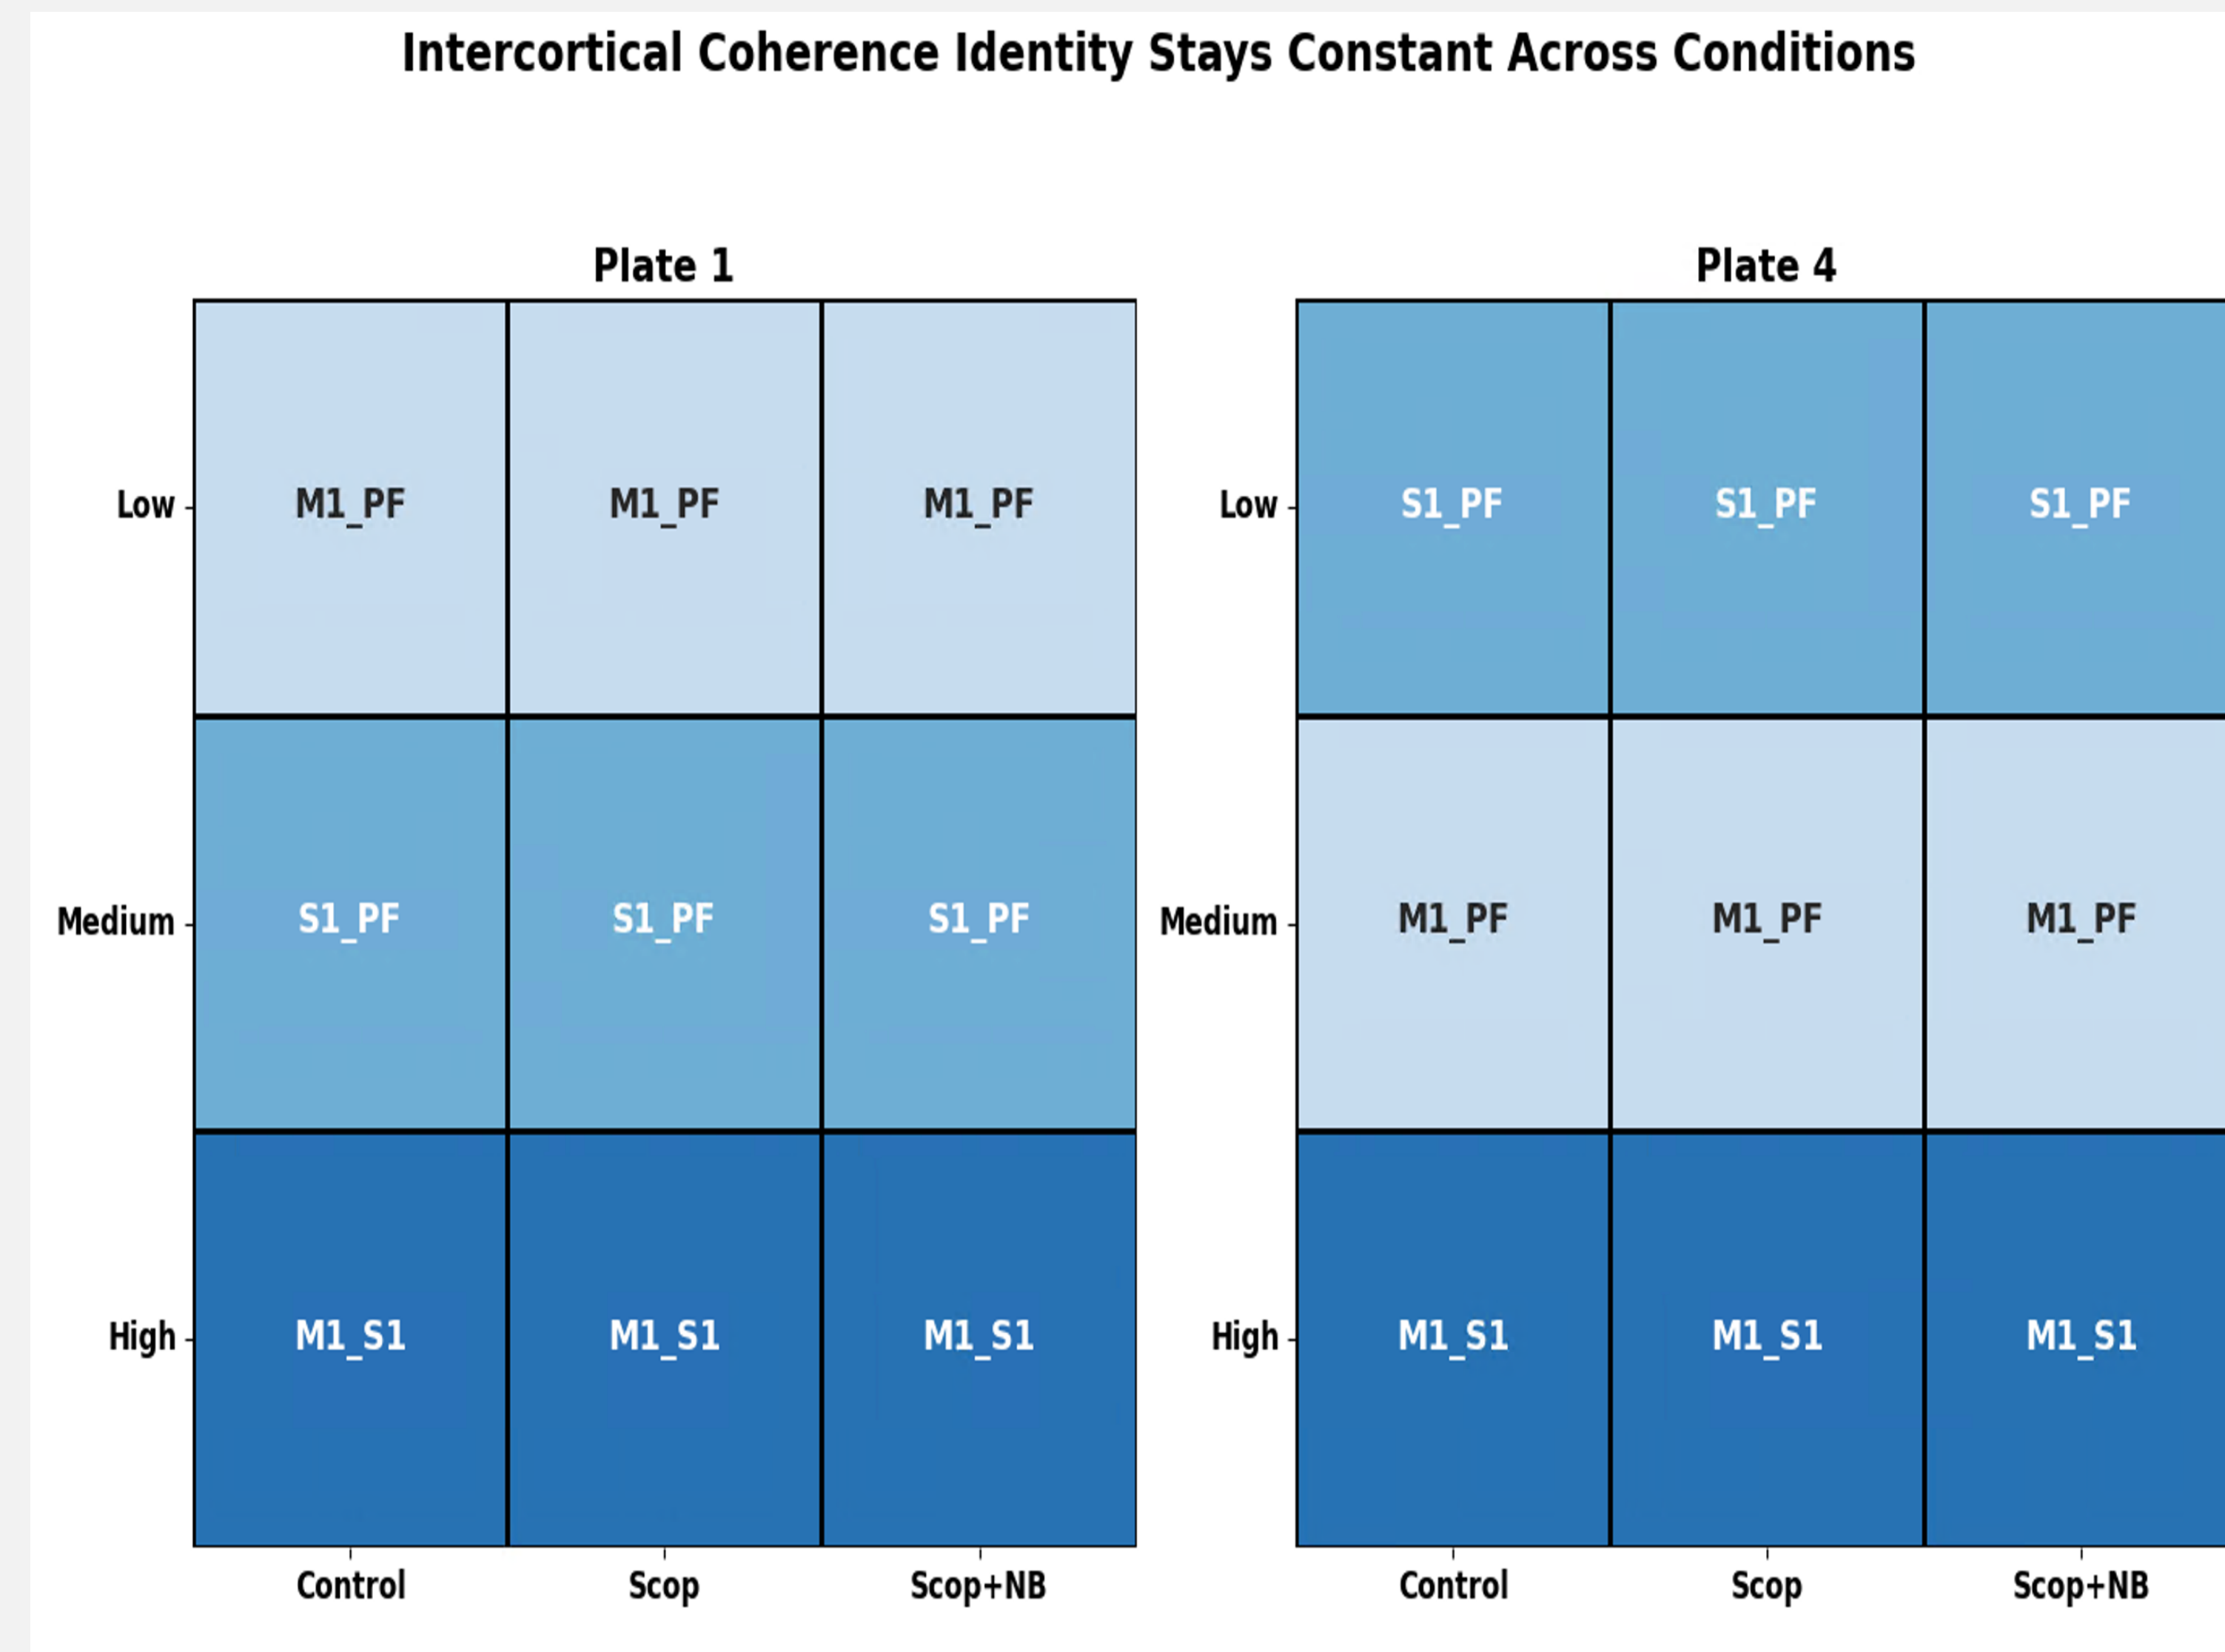 Intercortical Coherence Identity Stays Constant Across Conditions
Plate 1
Low
M1_PF M1_PF M1_PF
Medium
S1_PF S1_PF S1_PF
High
M1_S1 M1_S1 M1_S1
Control Scop Scop+NB
Plate 4
Low
S1_PF S1_PF S1_PF
Medium
M1_PF M1_PF M1_PF
High
M1_S1 M1_S1 M1_S1
Control Scop Scop+NB